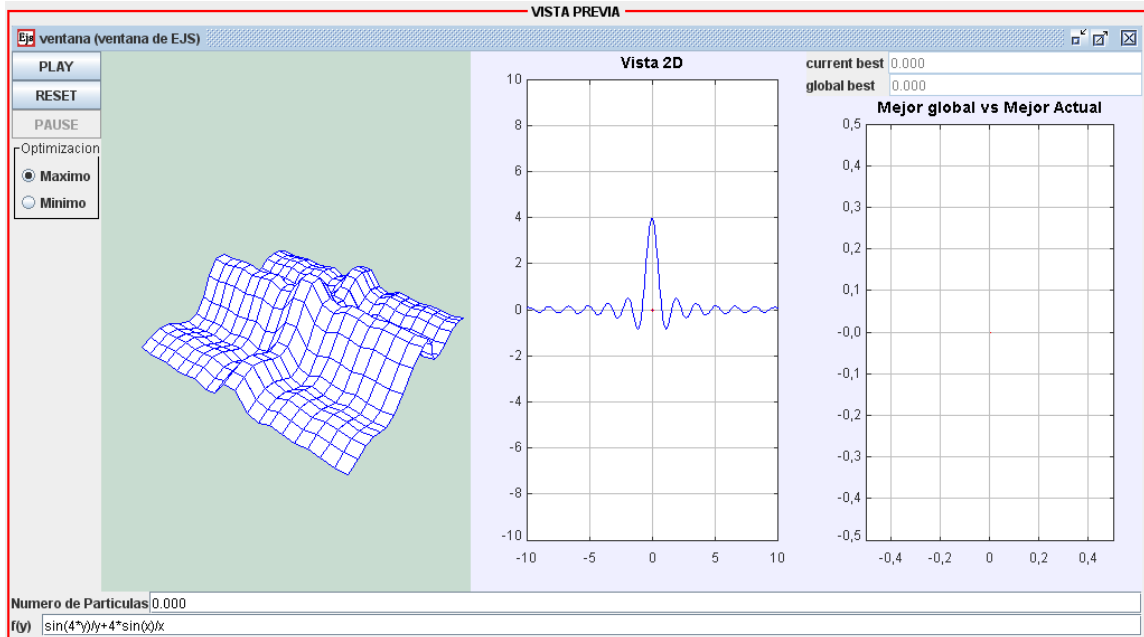 VISTA PREVIA
Ejs ventana (ventana de EJS)
PLAY
RESET
PAUSE
Optimizacion
Maximo
Minimo
Vista 2D
10
8
6
4
2
0
-2
-4
-6
-8
-10
-10 -5 0 5 10
current best 0.000
global best 0.000
Mejor global vs Mejor Actual
0,5
0,4
0,3
0,2
0,1
-0,0
-0,1
-0,2
-0,3
-0,4
-0,5
-0,4 -0,2 0 0,2 0,4
Numero de Particulas 0.000
f(y) sin(4*y)/y+4*sin(x)/x